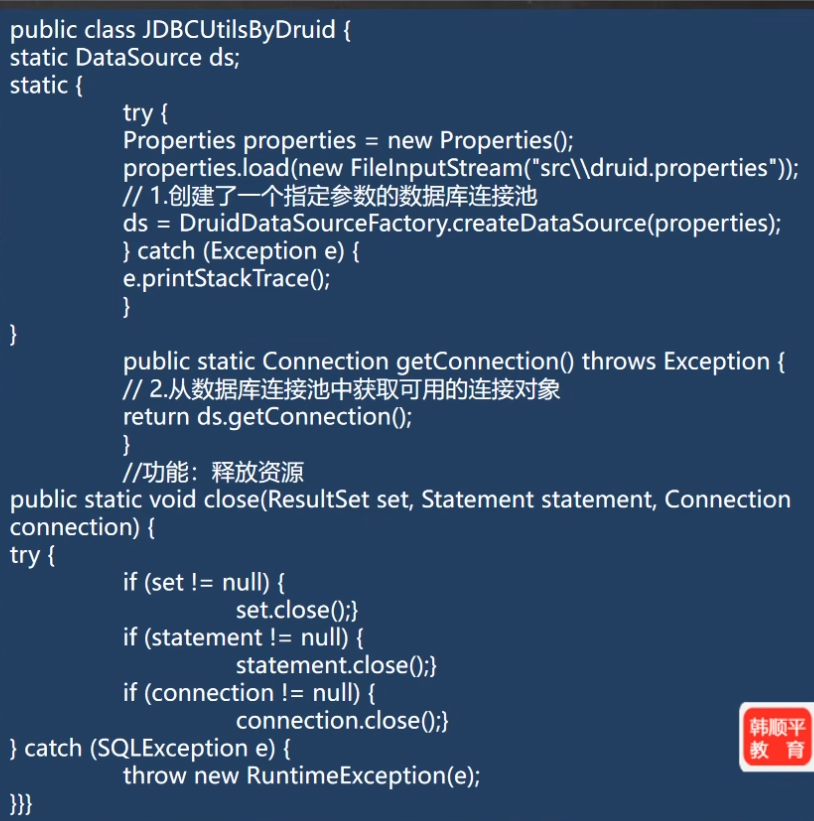 public class JDBCUtilsByDruid {
static DataSource ds;
static {
try {
Properties properties = new Properties();
properties.load(new FileInputStream("src\\druid.properties"));
// 1.创建了一个指定参数的数据库连接池
ds = DruidDataSourceFactory.createDataSource(properties);
} catch (Exception e) {
e.printStackTrace();
}
}
public static Connection getConnection() throws Exception {
// 2.从数据库连接池中获取可用的连接对象
return ds.getConnection();
}
//功能：释放资源
public static void close(ResultSet set, Statement statement, Connection
connection) {
try {
if (set != null) {
set.close();}
if (statement != null) {
statement.close();}
if (connection != null) {
connection.close();}
} catch (SQLException e) {
throw new RuntimeException(e);
}}}
韩顺平
教 育